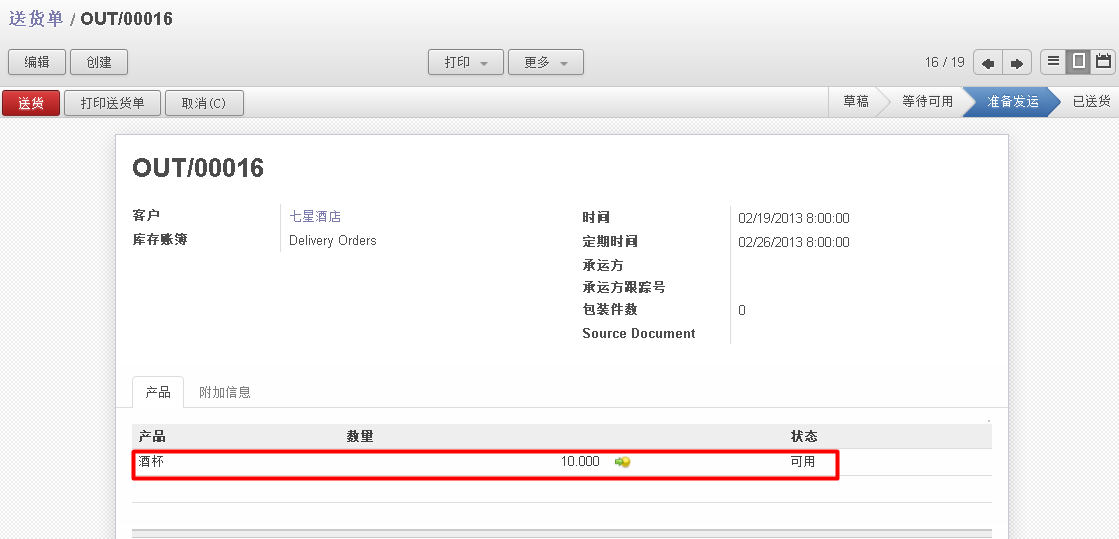 送货单 / OUT/00016
编辑 创建 打印 更多 16 / 19
送货 打印送货单 取消(C) 草稿 等待可用 准备发运 已送货
OUT/00016
客户 七星酒店 时间 02/19/2013 8:00:00
库存账簿 Delivery Orders 定期时间 02/26/2013 8:00:00
承运方
承运方跟踪号
包装件数 0
Source Document
产品 附加信息
产品 数量 状态
酒杯 10.000 可用